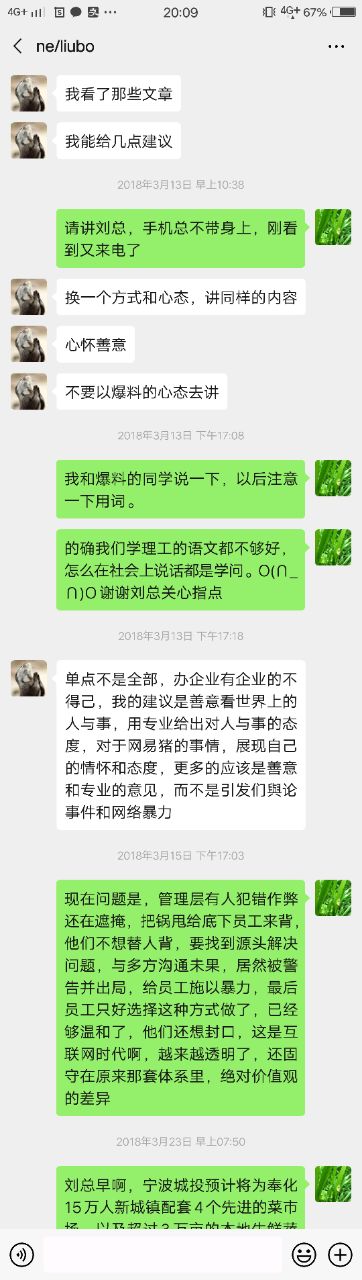 4G+
20:09
4G+ 67%
ne/liubo
我看了那些文章
我能给几点建议
2018年3月13日 早上10:38
请讲刘总，手机总不带身上，刚看
到又来电了
换一个方式和心态，讲同样的内容
心怀善意
不要以爆料的心态去讲
2018年3月13日 下午17:08
我和爆料的同学说一下，以后注意
一下用词。
的确我们学理工的语文都不够好，
怎么在社会上说话都是学问。O(∩_
∩)O谢谢刘总关心指点
2018年3月13日 下午17:18
单点不是全部，办企业有企业的不
得己，我的建议是善意看世界上的
人与事，用专业给出对人与事的态
度，对于网易猪的事情，展现自己
的情怀和态度，更多的应该是善意
和专业的意见，而不是引发们舆论
事件和网络暴力
2018年3月15日 下午17:03
现在问题是，管理层有人犯错作弊
还在遮掩，把锅甩给底下员工来背，
他们不想替人背，要找到源头解决
问题，与多方沟通未果，居然被警
告并出局，给员工施以暴力，最后
员工只好选择这种方式做了，已经
够温和了，他们还想封口，这是互
联网时代啊，越来越透明了，还固
守在原来那套体系里，绝对价值观
的差异
2018年3月23日 早上07:50
刘总早啊，宁波城投预计将为奉化
15万人新城镇配套4个先进的菜市
场，以及超过3万亩的本地生鲜蔬